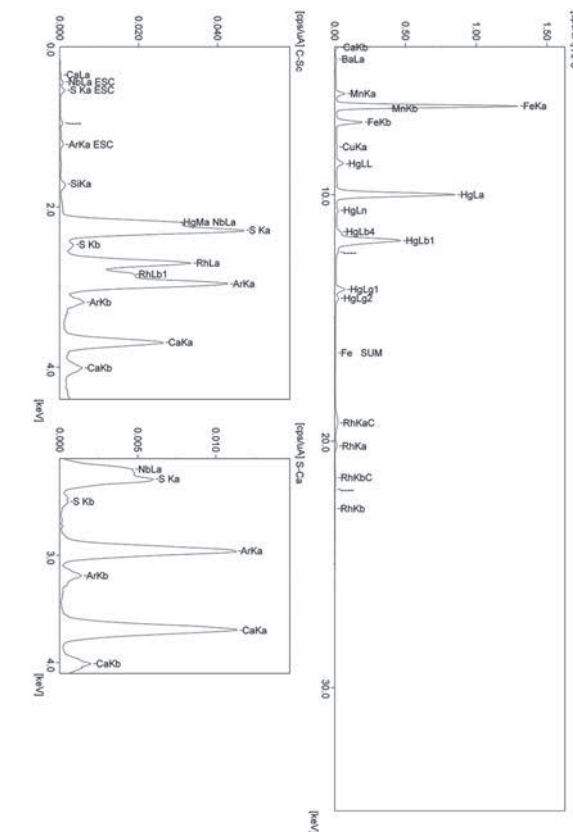 [cps/uA] C-Sc
0.000
0.020
0.040
0.0
CaLa
NbLa ESC
S Ka ESC
ArKa ESC
SiKa
2.0
HgMa NbLa
S Ka
S Kb
RhLa
RhLb1
ArKa
ArKb
CaKa
4.0
CaKb
[keV]
[cps/uA] S-Ca
0.000
0.005
0.010
NbLa
S Ka
S Kb
3.0
ArKa
ArKb
CaKa
4.0
CaKb
[keV]
0.00
0.50
1.00
1.50
CaKb
BaLa
MnKa
FeKa
MnKb
FeKb
CuKa
HgLL
10.0
HgLa
HgLn
HgLb4
HgLb1
HgLg1
HgLg2
Fe SUM
RhKaC
20.0
RhKa
RhKbC
RhKb
30.0